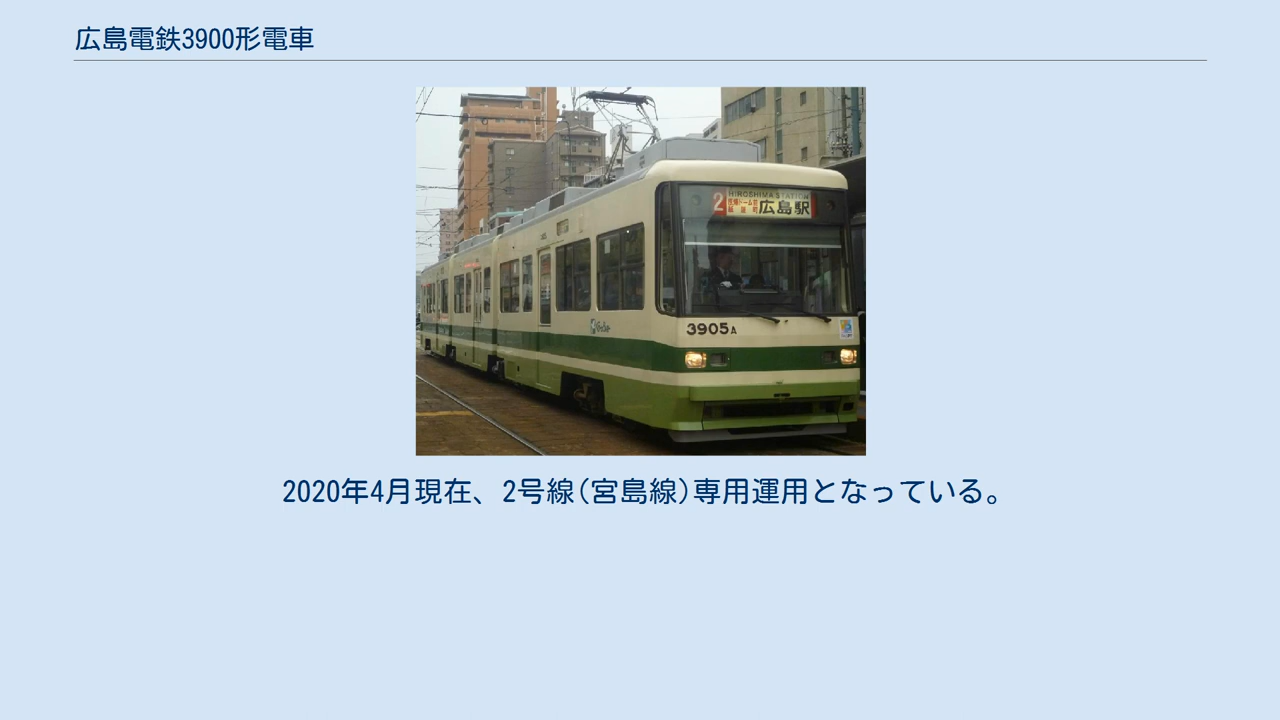 広島電鉄3900形電車
HIROSHIMA STATION
2
広島駅
3905A
2020年4月現在、2号線(宮島線)専用運用となっている。